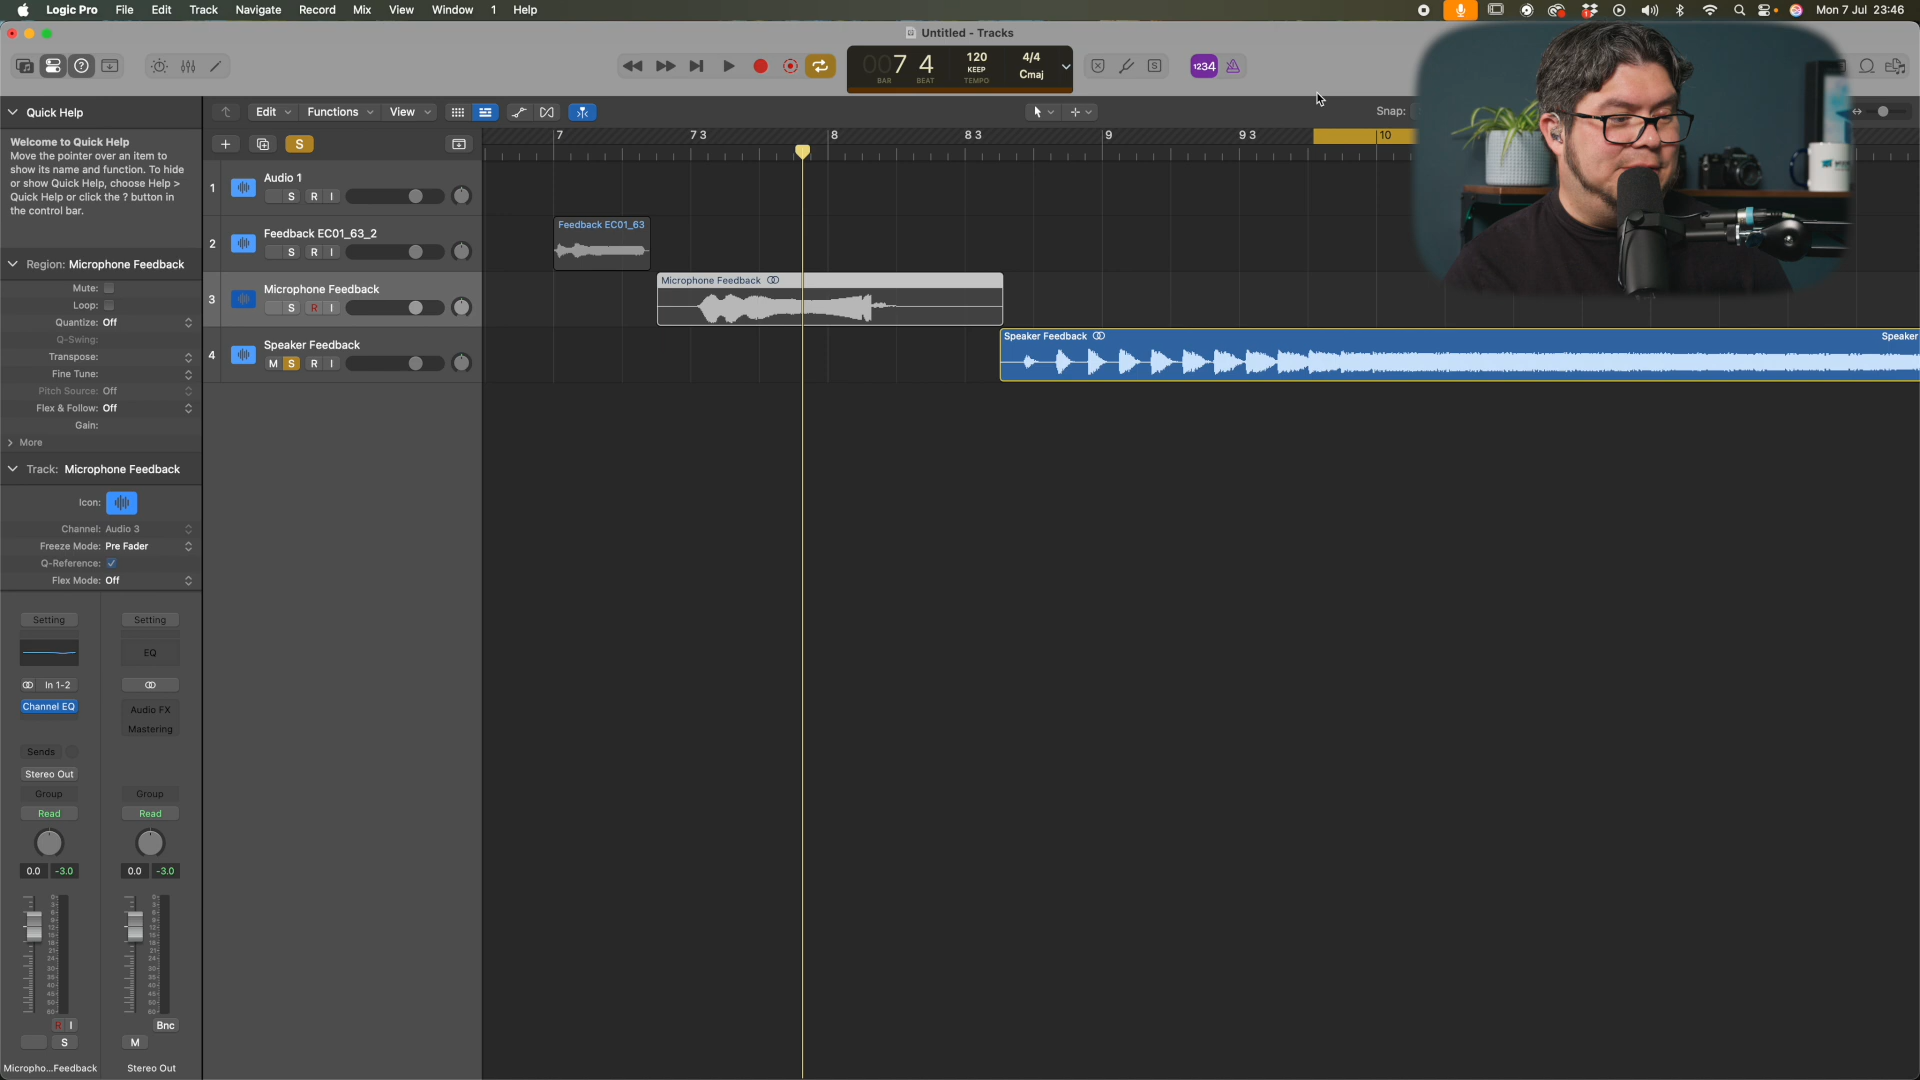 Logic Pro File Edit Track Navigate Record Mix View Window 1 Help
Mon 7 Jul 23:46
Untitled - Tracks
007 4
BAR BEAT
120
KEEP
TEMPO
4/4
Cmaj
1234
Quick Help
Edit Functions View
Snap:
Welcome to Quick Help
Move the pointer over an item to
show its name and function. To hide
or show Quick Help, choose Help >
Quick Help or click the ? button in
the control bar.
S
7 7 3 8 8 3 9 9 3 10
1 Audio 1
S R I
2 Feedback EC01_63_2
S R I
Feedback EC01_63
3 Microphone Feedback
S R I
Microphone Feedback
4 Speaker Feedback
M S R I
Speaker Feedback
Speaker
Region: Microphone Feedback
Mute:
Loop:
Quantize: Off
Q-Swing:
Transpose:
Fine Tune:
Pitch Source: Off
Flex & Follow: Off
Gain:
More
Track: Microphone Feedback
Icon:
Channel: Audio 3
Freeze Mode: Pre Fader
Q-Reference:
Flex Mode: Off
Setting Setting
EQ
In 1-2
Channel EQ
Audio FX
Mastering
Sends
Stereo Out
Group Group
Read Read
0.0 -3.0 0.0 -3.0
R I Bnc
S M
Micropho...Feedback Stereo Out